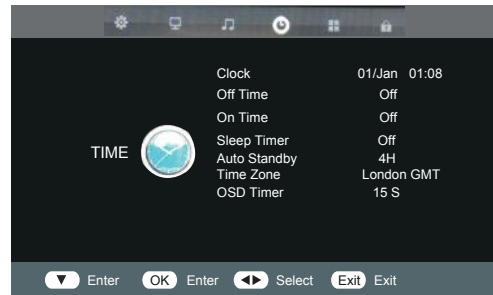 Clock 01/Jan 01:08
Off Time Off
On Time Off
Sleep Timer Off
TIME
Auto Standby 4H
Time Zone London GMT
OSD Timer 15 S
Enter OK Enter Select Exit Exit